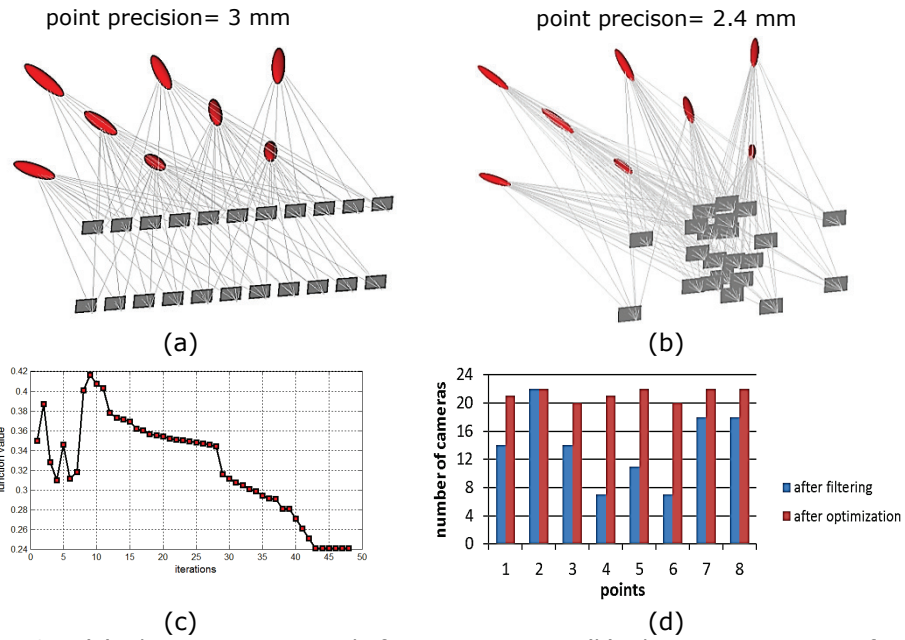 point precision= 3 mm
point precison= 2.4 mm
(a)
(b)
0.42
0.4
0.38
0.36
0.34
0.32
0.3
0.28
0.26
0.24
function value
0 5 10 15 20 25 30 35 40 45 50
iterations
24
20
16
12
8
4
0
number of cameras
1 2 3 4 5 6 7 8
points
after filtering
after optimization
(c)
(d)